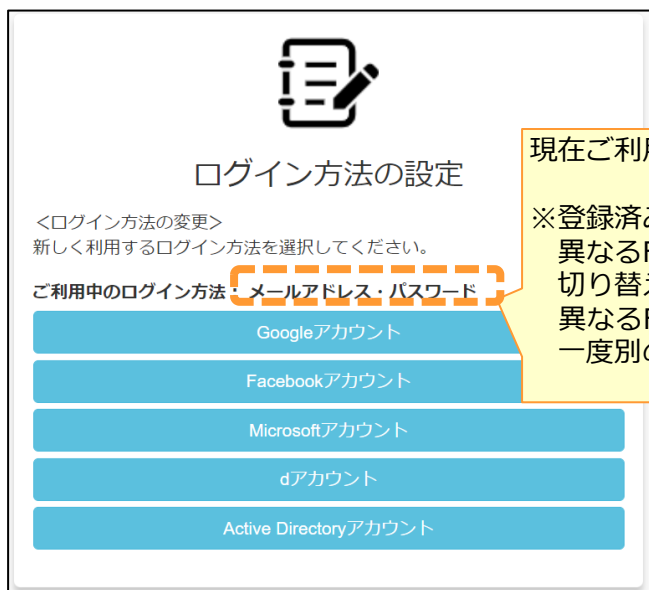 ログイン方法の設定
<ログイン方法の変更>
新しく利用するログイン方法を選択してください。
ご利用中のログイン方法： メールアドレス・パスワード
Googleアカウント
Facebookアカウント
Microsoftアカウント
dアカウント
Active Directoryアカウント
現在ご利
※登録済
異なる
切り替
異なる
一度別